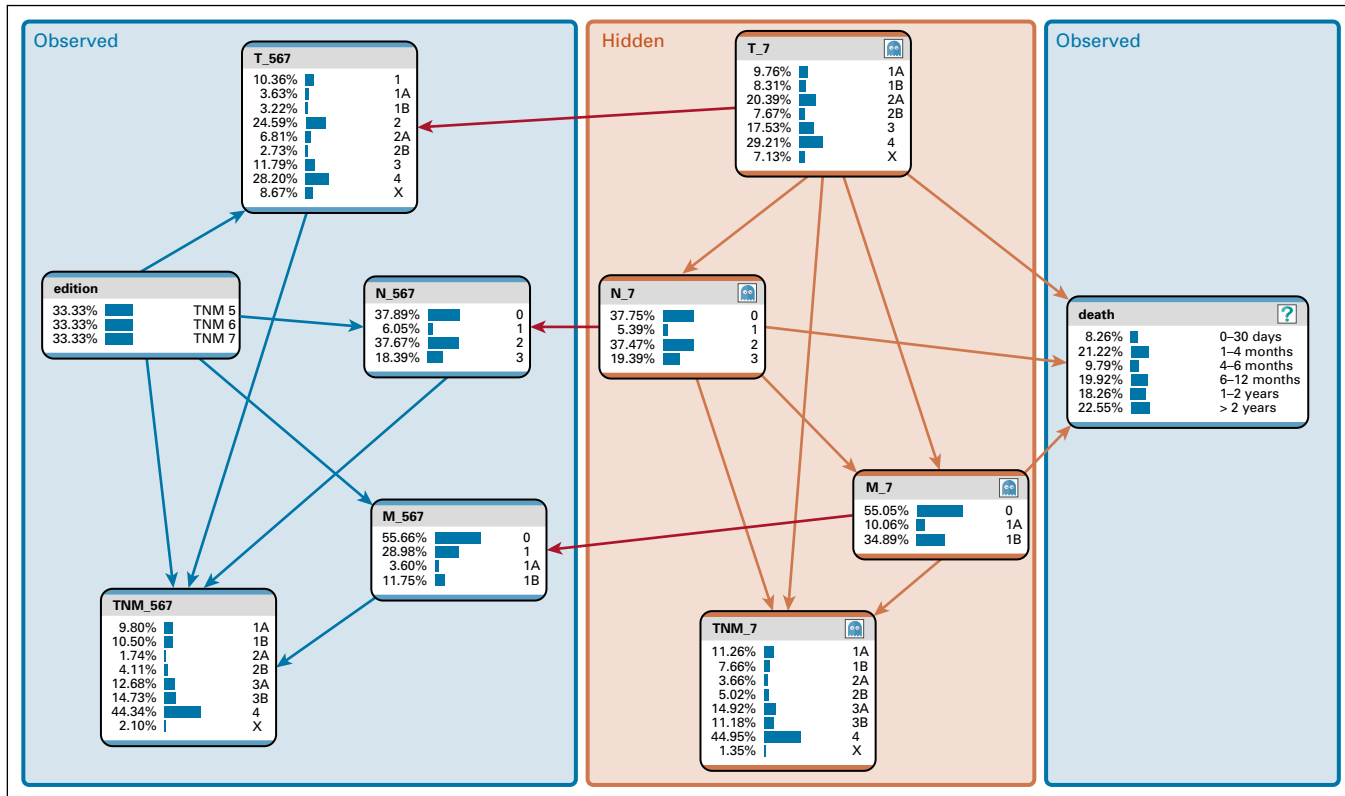 Observed
Hidden
Observed
T_567
10.36% 1
3.63% 1A
3.22% 1B
24.59% 2
6.81% 2A
2.73% 2B
11.79% 3
28.20% 4
8.67% X
T_7
9.76% 1A
8.31% 1B
20.39% 2A
7.67% 2B
17.53% 3
29.21% 4
7.13% X
edition
33.33% TNM 5
33.33% TNM 6
33.33% TNM 7
N_567
37.89% 0
6.05% 1
37.67% 2
18.39% 3
N_7
37.75% 0
5.39% 1
37.47% 2
19.39% 3
death ?
8.26% 0–30 days
21.22% 1–4 months
9.79% 4–6 months
19.92% 6–12 months
18.26% 1–2 years
22.55% > 2 years
M_567
55.66% 0
28.98% 1
3.60% 1A
11.75% 1B
M_7
55.05% 0
10.06% 1A
34.89% 1B
TNM_567
9.80% 1A
10.50% 1B
1.74% 2A
4.11% 2B
12.68% 3A
14.73% 3B
44.34% 4
2.10% X
TNM_7
11.26% 1A
7.66% 1B
3.66% 2A
5.02% 2B
14.92% 3A
11.18% 3B
44.95% 4
1.35% X